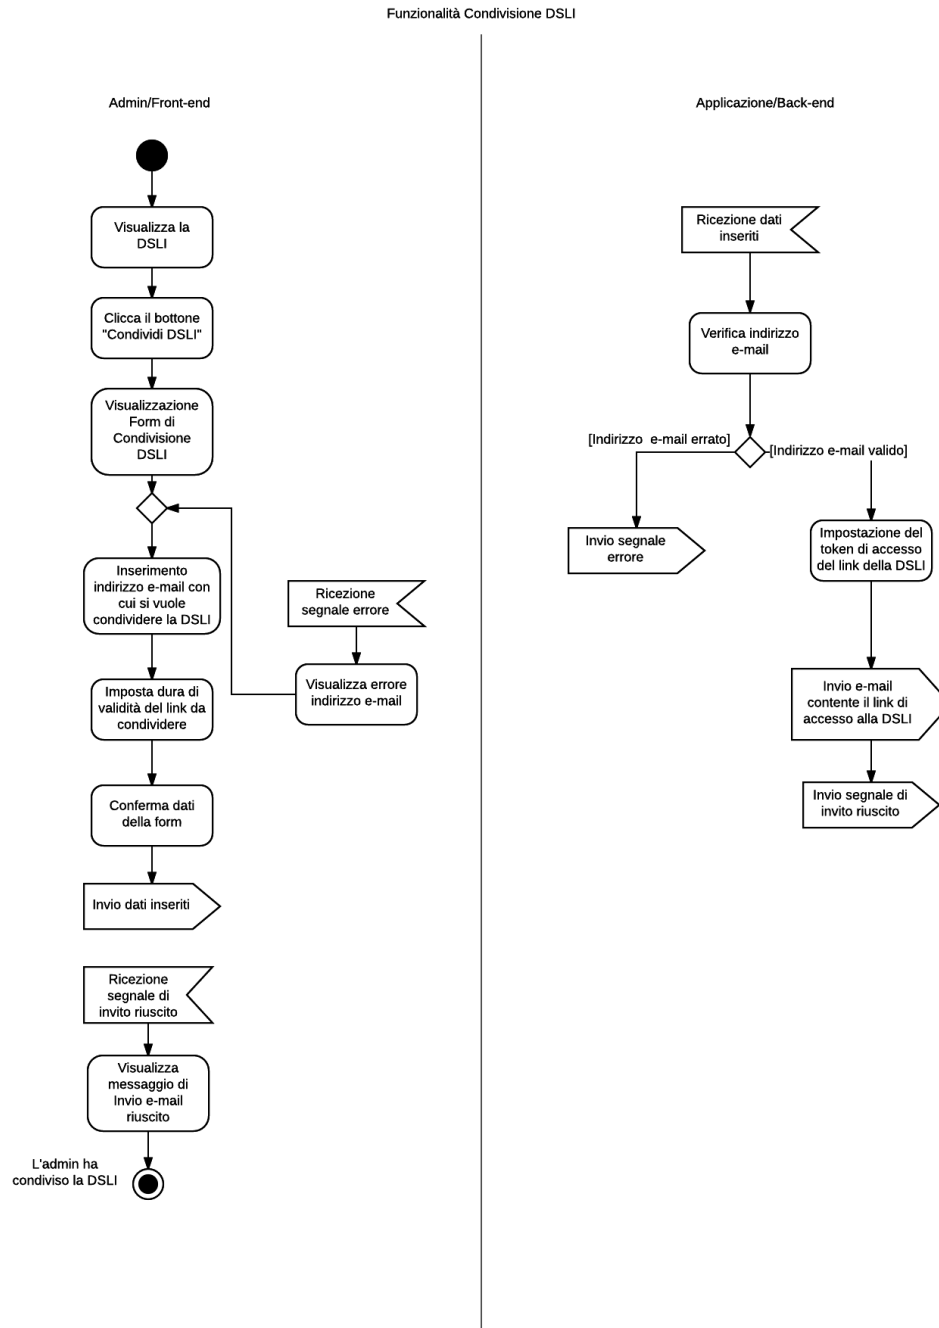 Funzionalità Condivisione DSLI
Admin/Front-end
Visualizza la
DSLI
Clicca il bottone
"Condividi DSLI"
Visualizzazione
Form di
Condivisione
DSLI
Inserimento
indirizzo e-mail con
cui si vuole
condividere la DSLI
Imposta dura di
validità del link da
condividere
Conferma dati
della form
Invio dati inseriti
Ricezione
segnale errore
Visualizza errore
indirizzo e-mail
Ricezione
segnale di
invito riuscito
Visualizza
messaggio di
Invio e-mail
riuscito
L'admin ha
condiviso la DSLI
Applicazione/Back-end
Ricezione dati
inseriti
Verifica indirizzo
e-mail
[Indirizzo  e-mail errato]
[Indirizzo e-mail valido]
Invio segnale
errore
Impostazione del
token di accesso
del link della DSLI
Invio e-mail
contente il link di
accesso alla DSLI
Invio segnale di
invito riuscito